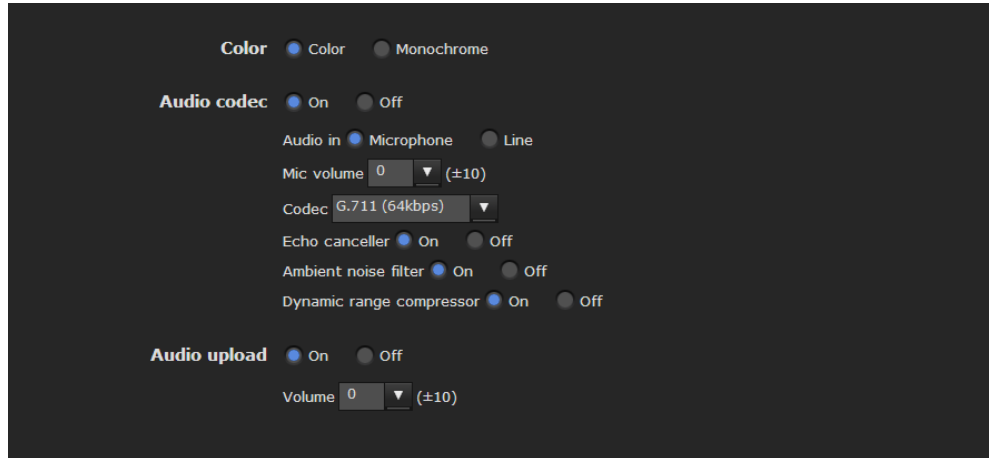 Color Color Monochrome
Audio codec On Off
Audio in Microphone Line
Mic volume 0 (±10)
Codec G.711 (64kbps)
Echo canceller On Off
Ambient noise filter On Off
Dynamic range compressor On Off
Audio upload On Off
Volume 0 (±10)